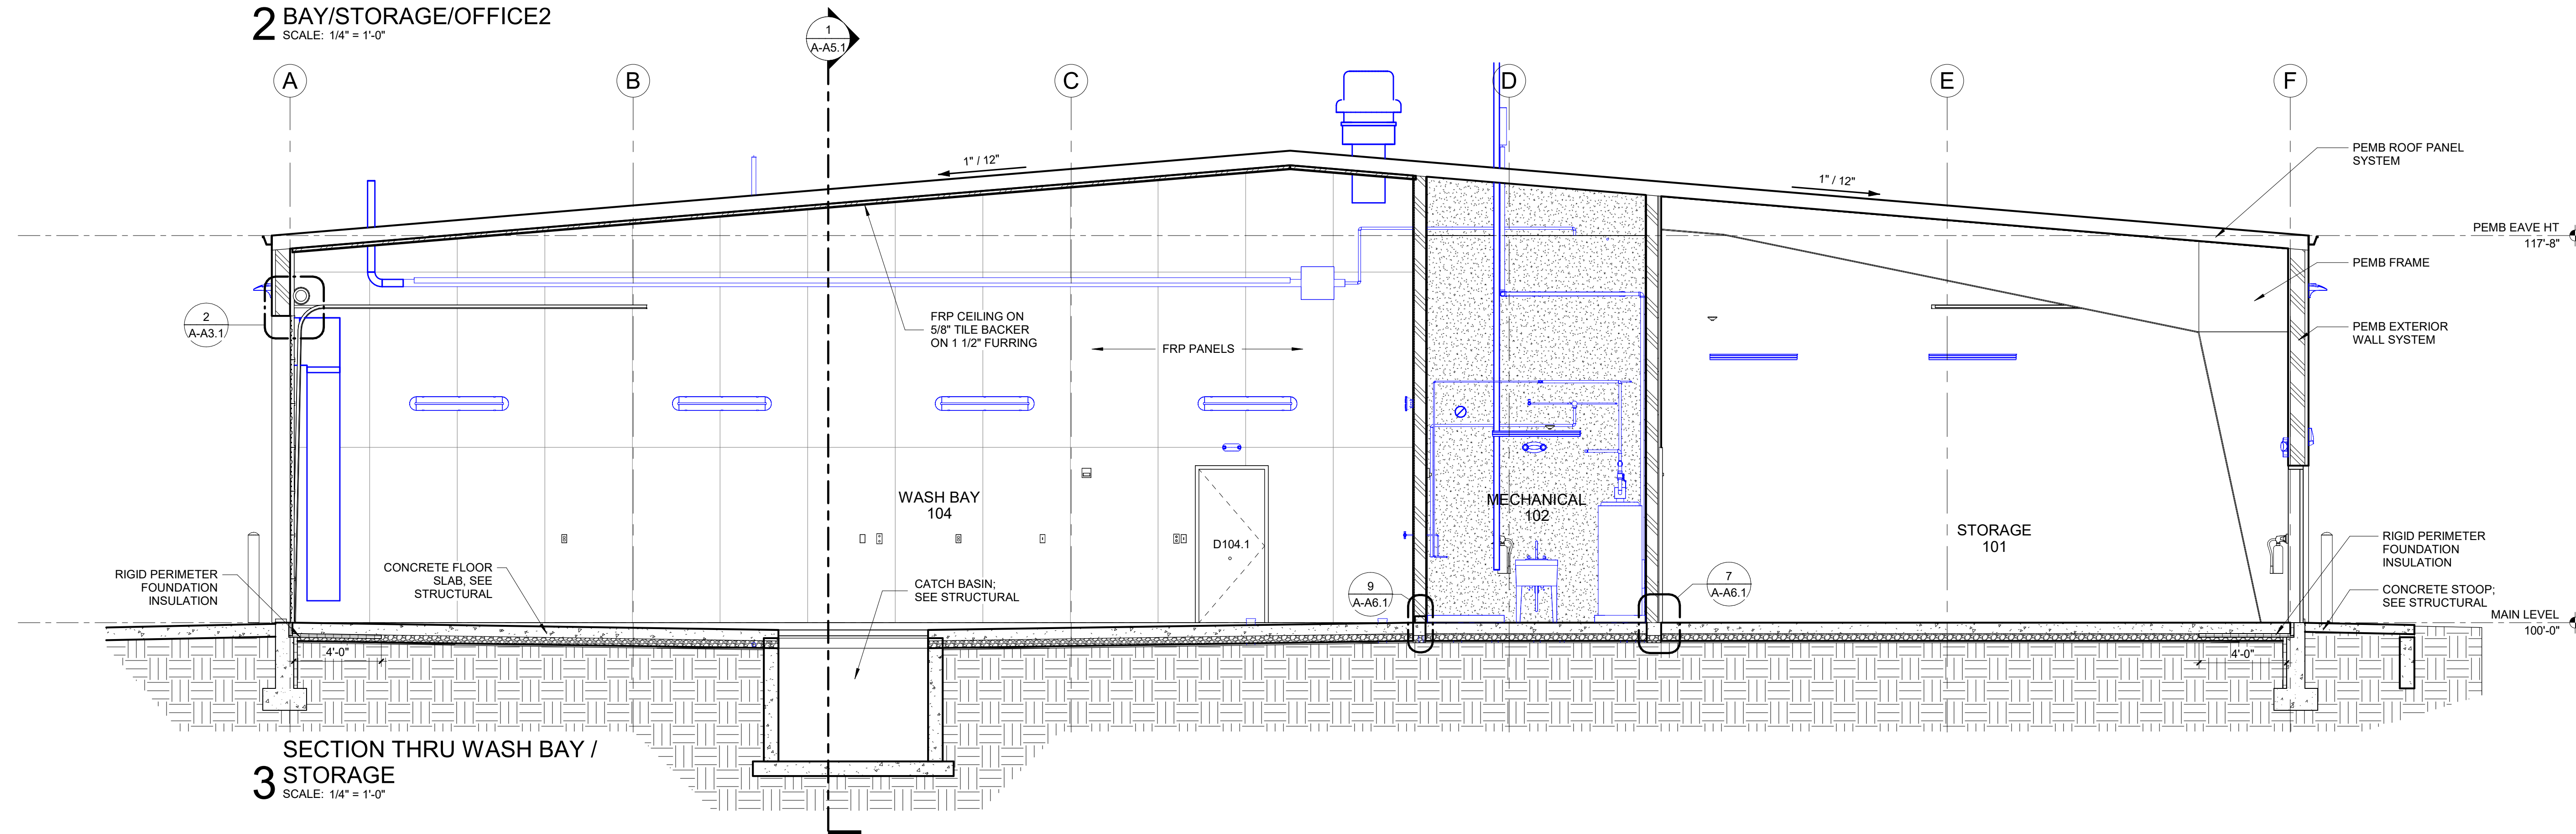 2 BAY/STORAGE/OFFICE2
SCALE: 1/4" = 1'-0"
1
A-A5.1
A
B
C
D
E
F
1" / 12"
1" / 12"
PEMB ROOF PANEL
SYSTEM
PEMB EAVE HT
117'-8"
PEMB FRAME
PEMB EXTERIOR
WALL SYSTEM
2
A-A3.1
FRP CEILING ON
5/8" TILE BACKER
ON 1 1/2" FURRING
FRP PANELS
WASH BAY
104
MECHANICAL
102
STORAGE
101
D104.1
RIGID PERIMETER
FOUNDATION
INSULATION
CONCRETE FLOOR
SLAB, SEE
STRUCTURAL
CATCH BASIN;
SEE STRUCTURAL
9
A-A6.1
7
A-A6.1
RIGID PERIMETER
FOUNDATION
INSULATION
CONCRETE STOOP;
SEE STRUCTURAL
MAIN LEVEL
100'-0"
4'-0"
4'-0"
SECTION THRU WASH BAY /
3 STORAGE
SCALE: 1/4" = 1'-0"